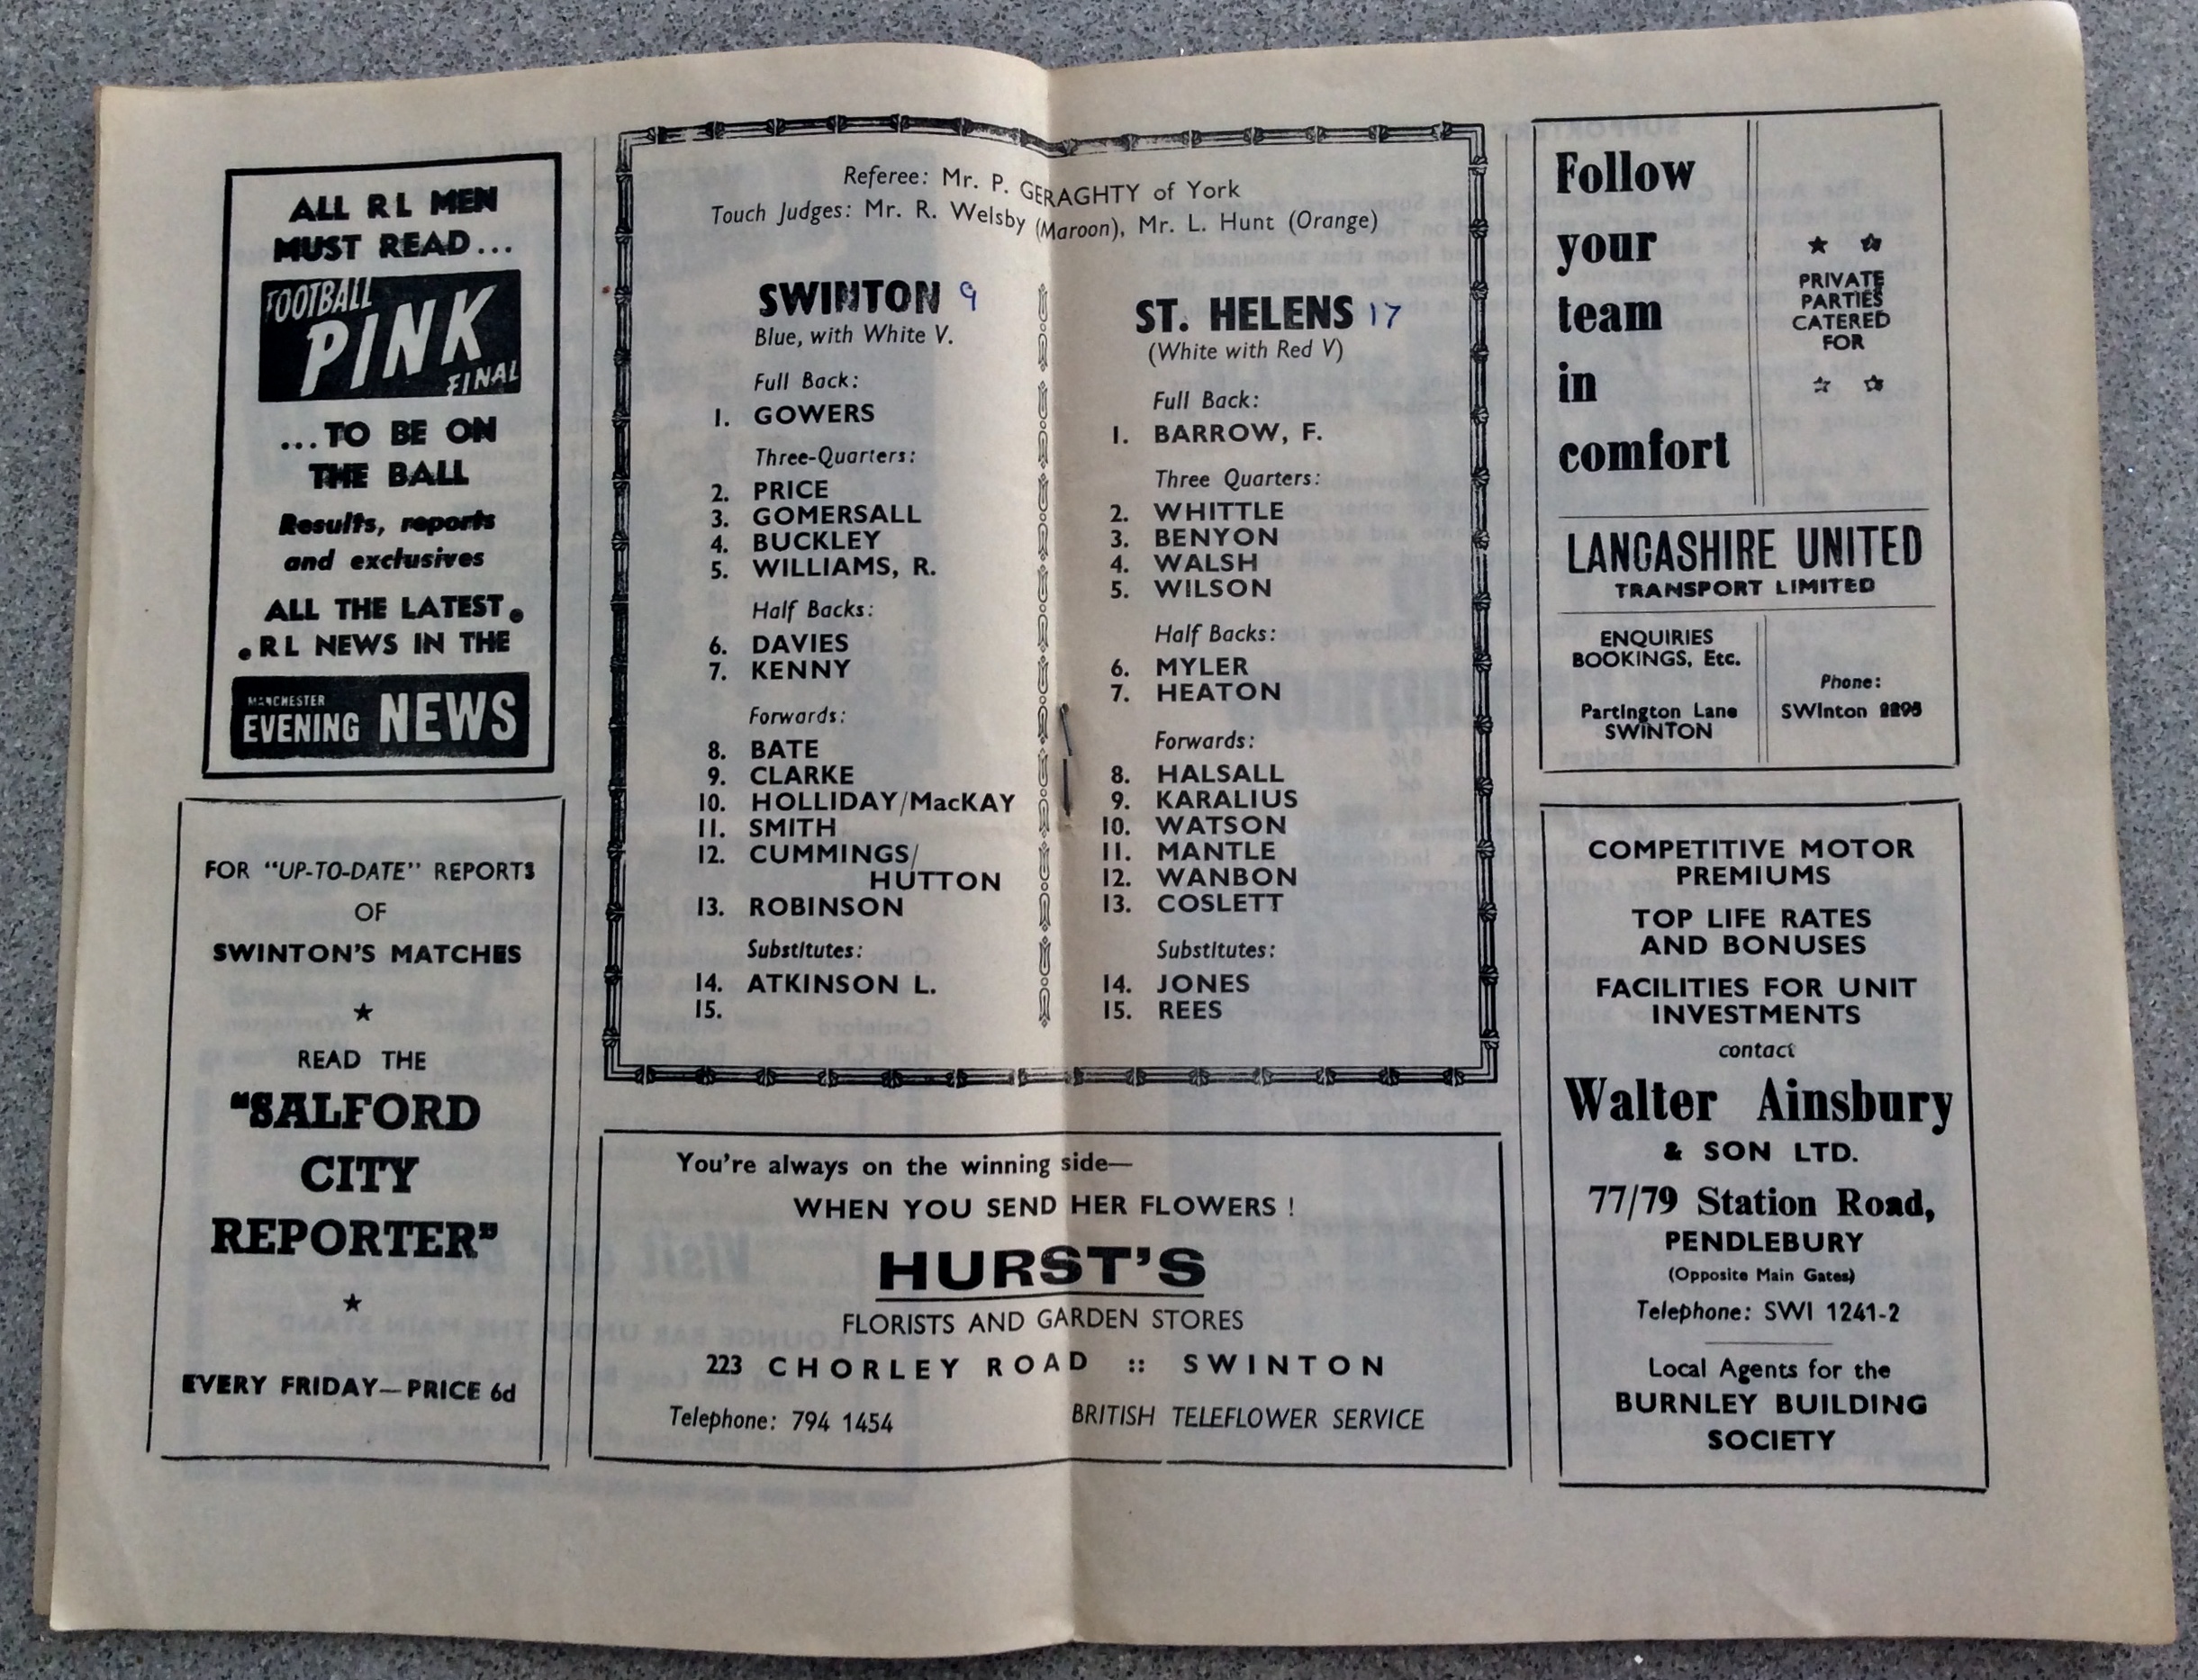 ALL R L MEN
MUST READ...
FOOTBALL
PINK
FINAL
...TO BE ON
THE BALL
Results, reports
and exclusives
ALL THE LATEST.
.R L NEWS IN THE
MANCHESTER
EVENING NEWS
FOR "UP-TO-DATE" REPORTS
OF
SWINTON'S MATCHES
★
READ THE
"SALFORD
CITY
REPORTER"
★
EVERY FRIDAY—PRICE 6d
Referee: Mr. P. GERAGHTY of York
Touch Judges: Mr. R. Welsby (Maroon), Mr. L. Hunt (Orange)
SWINTON 9
Blue, with White V.
Full Back:
1. GOWERS
Three-Quarters:
2. PRICE
3. GOMERSALL
4. BUCKLEY
5. WILLIAMS, R.
Half Backs:
6. DAVIES
7. KENNY
Forwards:
8. BATE
9. CLARKE
10. HOLLIDAY/MacKAY
11. SMITH
12. CUMMINGS/
HUTTON
13. ROBINSON
Substitutes:
14. ATKINSON L.
15.
ST. HELENS 17
(White with Red V)
Full Back:
1. BARROW, F.
Three Quarters:
2. WHITTLE
3. BENYON
4. WALSH
5. WILSON
Half Backs:
6. MYLER
7. HEATON
Forwards:
8. HALSALL
9. KARALIUS
10. WATSON
11. MANTLE
12. WANBON
13. COSLETT
Substitutes:
14. JONES
15. REES
You're always on the winning side—
WHEN YOU SEND HER FLOWERS !
HURST'S
FLORISTS AND GARDEN STORES
223 CHORLEY ROAD :: SWINTON
Telephone: 794 1454 BRITISH TELEFLOWER SERVICE
Follow
your
team
in
comfort
★ ☆
PRIVATE
PARTIES
CATERED
FOR
☆ ☆
LANCASHIRE UNITED
TRANSPORT LIMITED
ENQUIRIES
BOOKINGS, Etc.
Partington Lane
SWINTON
Phone:
SWInton 2295
COMPETITIVE MOTOR
PREMIUMS
TOP LIFE RATES
AND BONUSES
FACILITIES FOR UNIT
INVESTMENTS
contact
Walter Ainsbury
& SON LTD.
77/79 Station Road,
PENDLEBURY
(Opposite Main Gates)
Telephone: SWI 1241-2
Local Agents for the
BURNLEY BUILDING
SOCIETY